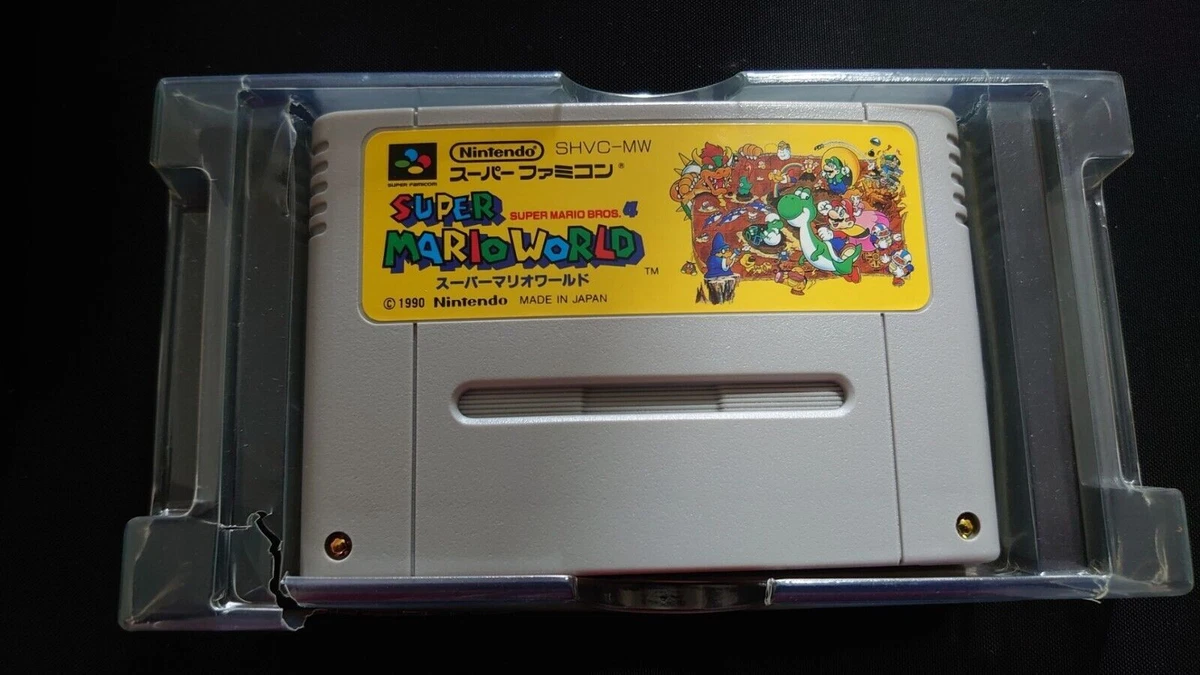 Nintendo SHVC-MW
SUPER FAMICOM スーパーファミコン®
SUPER SUPER MARIO BROS. 4
MARIO WORLD ™
スーパーマリオワールド
© 1990 Nintendo MADE IN JAPAN